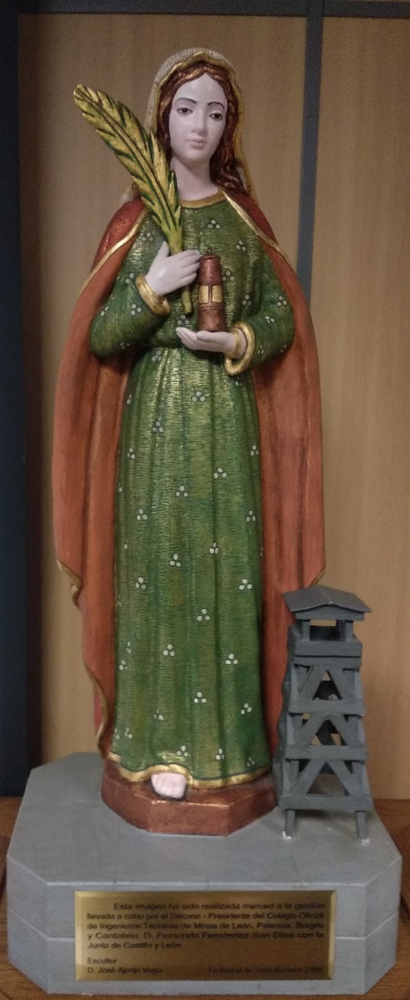 Esta imagen ha sido realizada merced a la gestión
llevada a cabo por el Decano - Presidente del Colegio Oficial
de Ingenieros Técnicos de Minas de León, Palencia, Burgos
y Cantabria, D. Fernando Fernández San Elías con la
Junta de Castilla y León.
Escultor
D. José Ajenjo Vega
Festividad de Santa Bárbara